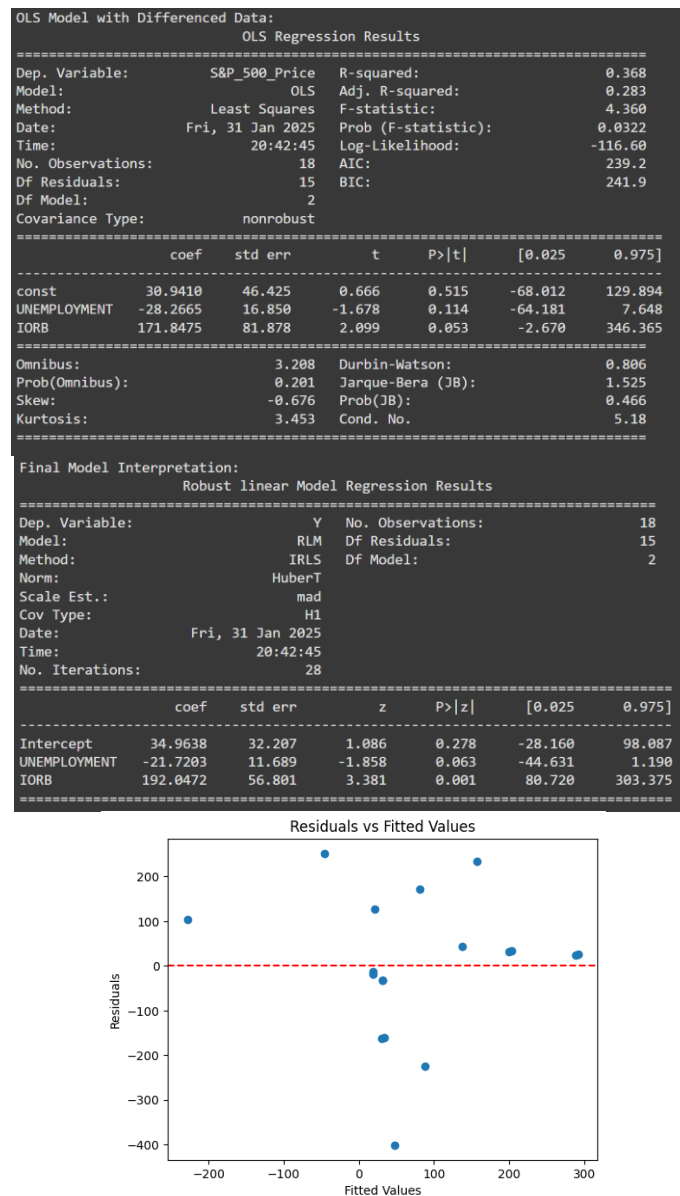 OLS Model with Differenced Data:
OLS Regression Results
==============================================================================
Dep. Variable: S&P_500_Price R-squared: 0.368
Model: OLS Adj. R-squared: 0.283
Method: Least Squares F-statistic: 4.360
Date: Fri, 31 Jan 2025 Prob (F-statistic): 0.0322
Time: 20:42:45 Log-Likelihood: -116.60
No. Observations: 18 AIC: 239.2
Df Residuals: 15 BIC: 241.9
Df Model: 2
Covariance Type: nonrobust
================================================================================
coef std err t P>|t| [0.025 0.975]
--------------------------------------------------------------------------------
const 30.9410 46.425 0.666 0.515 -68.012 129.894
UNEMPLOYMENT -28.2665 16.850 -1.678 0.114 -64.181 7.648
IORB 171.8475 81.878 2.099 0.053 -2.670 346.365
==============================================================================
Omnibus: 3.208 Durbin-Watson: 0.806
Prob(Omnibus): 0.201 Jarque-Bera (JB): 1.525
Skew: -0.676 Prob(JB): 0.466
Kurtosis: 3.453 Cond. No. 5.18
==============================================================================
Final Model Interpretation:
Robust linear Model Regression Results
==============================================================================
Dep. Variable: Y No. Observations: 18
Model: RLM Df Residuals: 15
Method: IRLS Df Model: 2
Norm: HuberT
Scale Est.: mad
Cov Type: H1
Date: Fri, 31 Jan 2025
Time: 20:42:45
No. Iterations: 28
================================================================================
coef std err z P>|z| [0.025 0.975]
--------------------------------------------------------------------------------
Intercept 34.9638 32.207 1.086 0.278 -28.160 98.087
UNEMPLOYMENT -21.7203 11.689 -1.858 0.063 -44.631 1.190
IORB 192.0472 56.801 3.381 0.001 80.720 303.375
================================================================================
Residuals vs Fitted Values
200
100
0
−100
−200
−300
−400
Residuals
−200 −100 0 100 200 300
Fitted Values